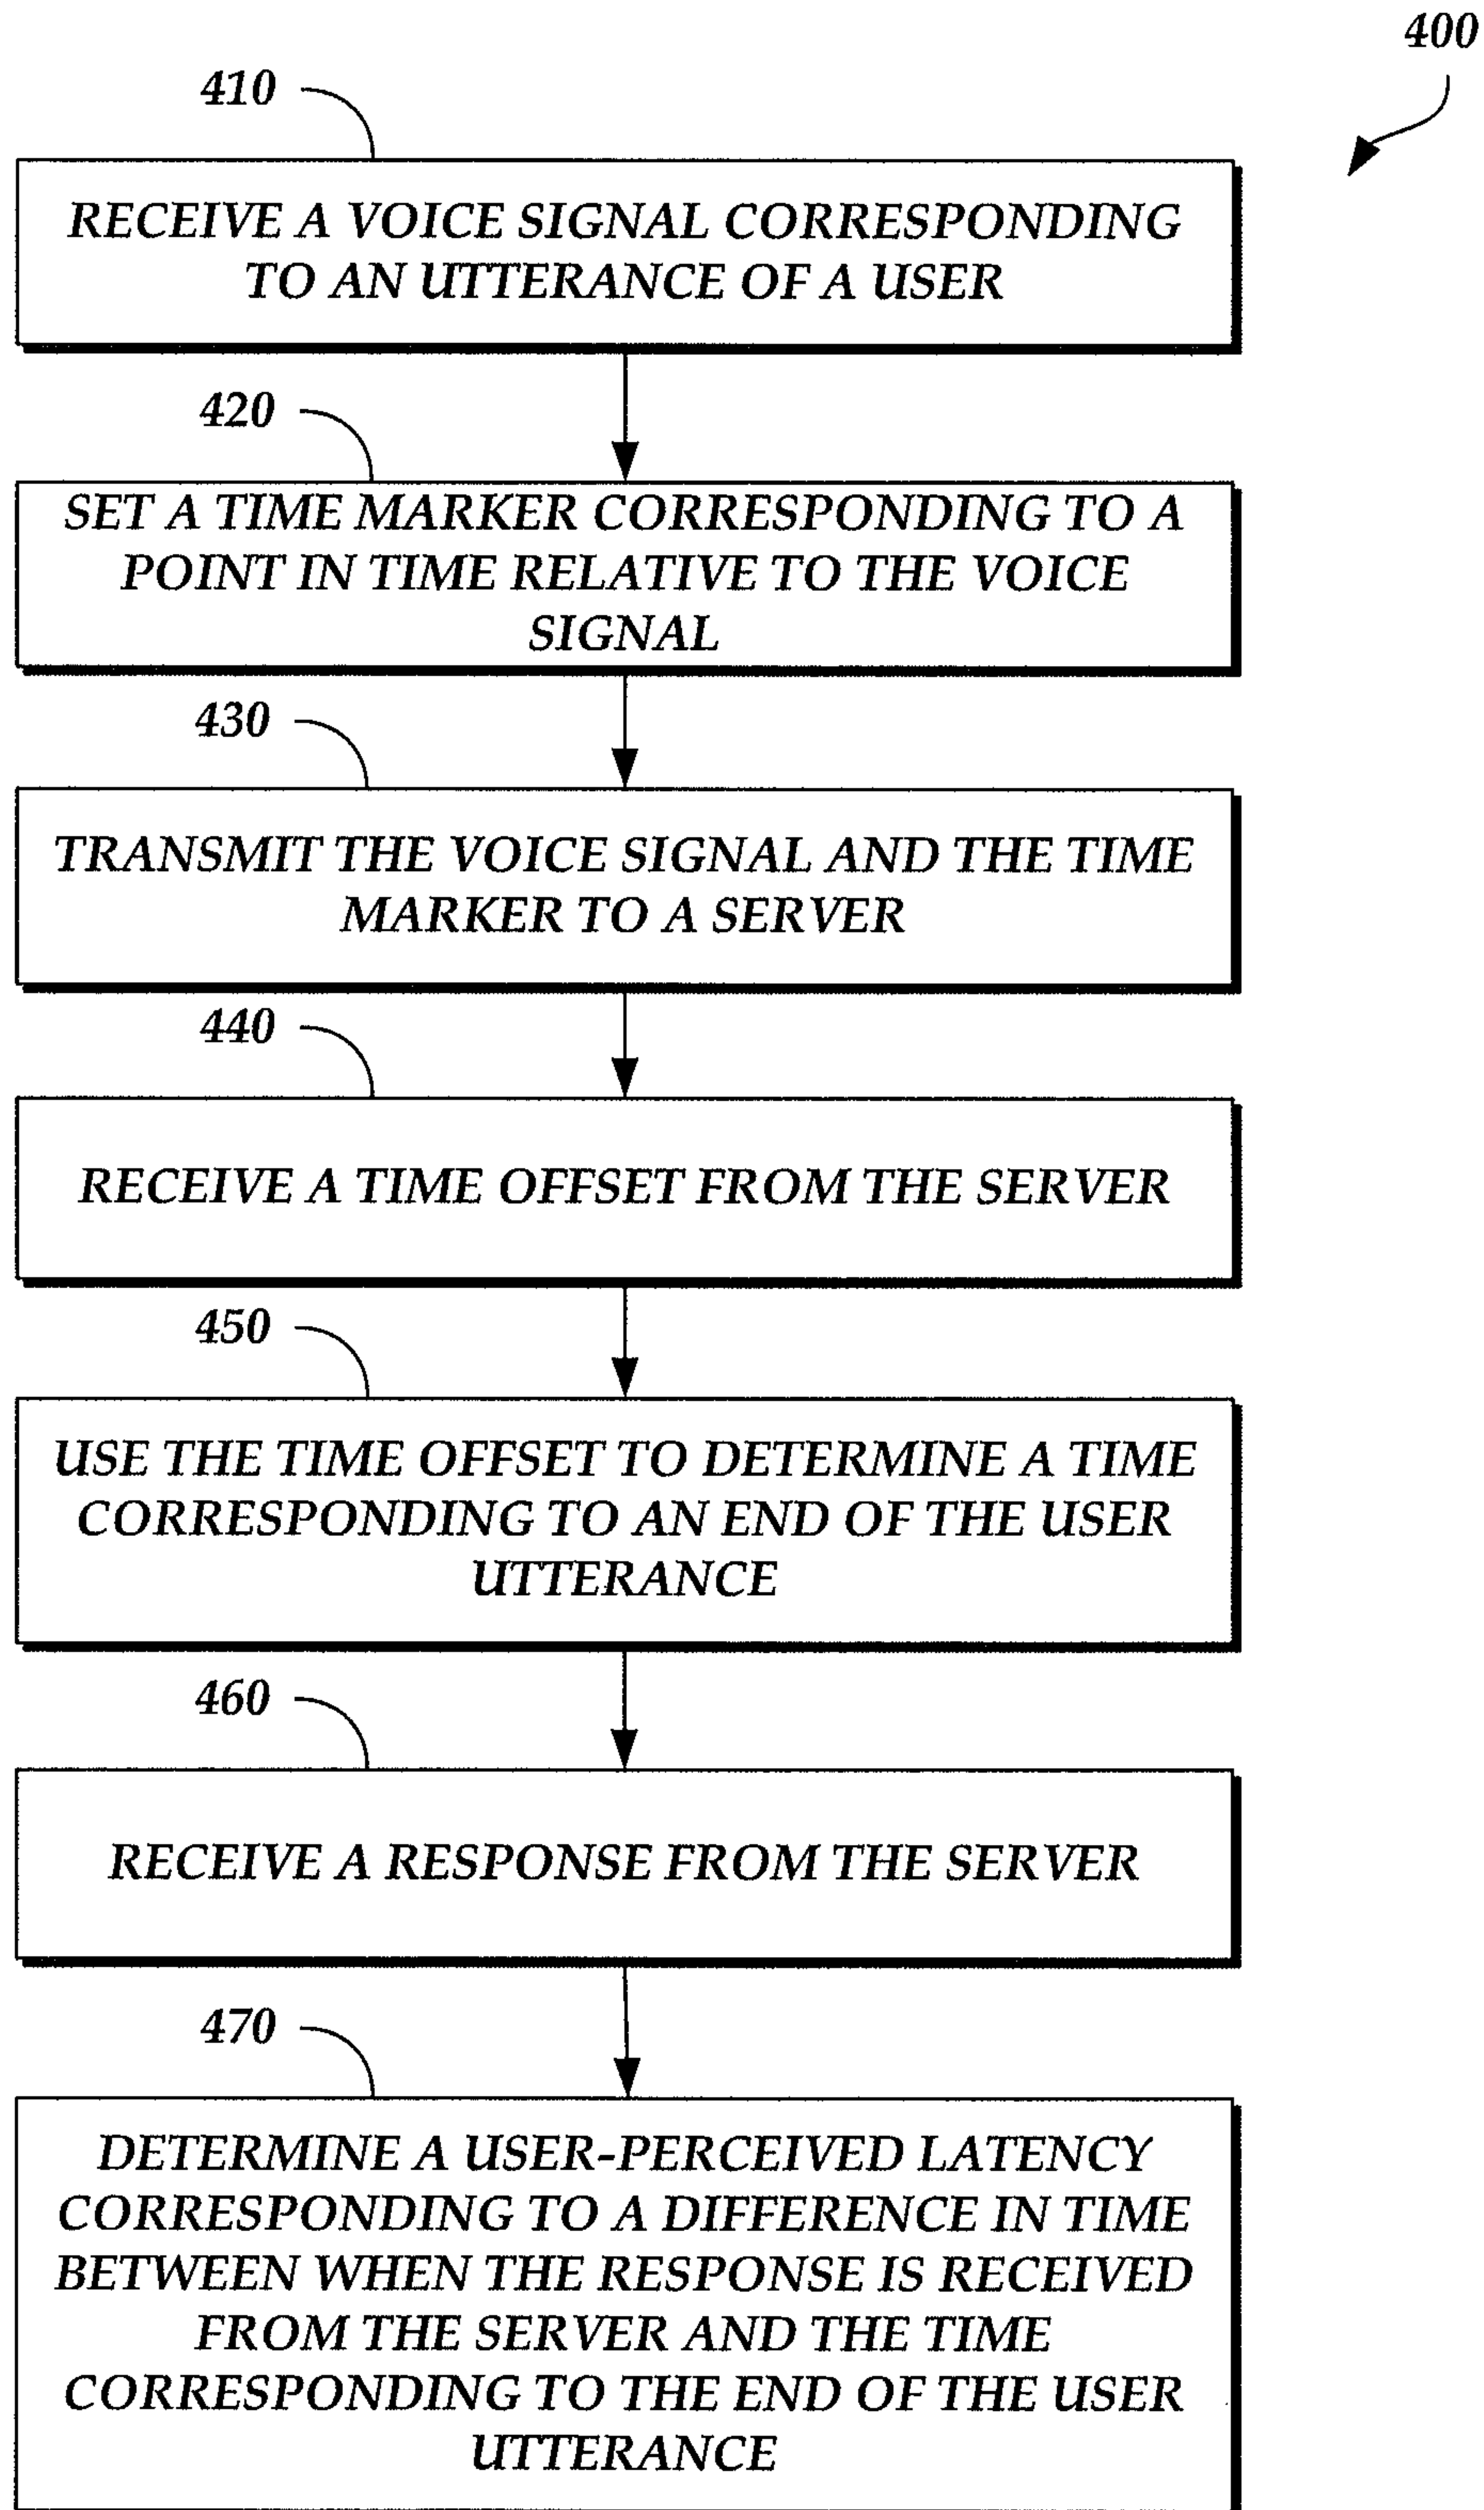 400
410
RECEIVE A VOICE SIGNAL CORRESPONDING
TO AN UTTERANCE OF A USER
420
SET A TIME MARKER CORRESPONDING TO A
POINT IN TIME RELATIVE TO THE VOICE
SIGNAL
430
TRANSMIT THE VOICE SIGNAL AND THE TIME
MARKER TO A SERVER
440
RECEIVE A TIME OFFSET FROM THE SERVER
450
USE THE TIME OFFSET TO DETERMINE A TIME
CORRESPONDING TO AN END OF THE USER
UTTERANCE
460
RECEIVE A RESPONSE FROM THE SERVER
470
DETERMINE A USER-PERCEIVED LATENCY
CORRESPONDING TO A DIFFERENCE IN TIME
BETWEEN WHEN THE RESPONSE IS RECEIVED
FROM THE SERVER AND THE TIME
CORRESPONDING TO THE END OF THE USER
UTTERANCE